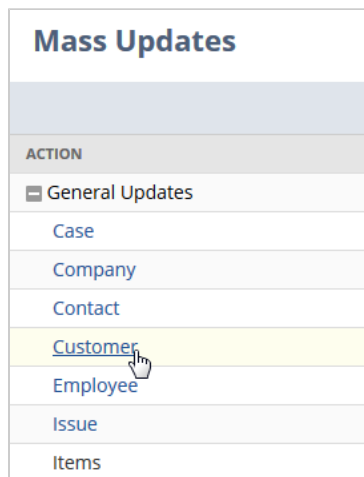 Mass Updates
ACTION
General Updates
Case
Company
Contact
Customer
Employee
Issue
Items